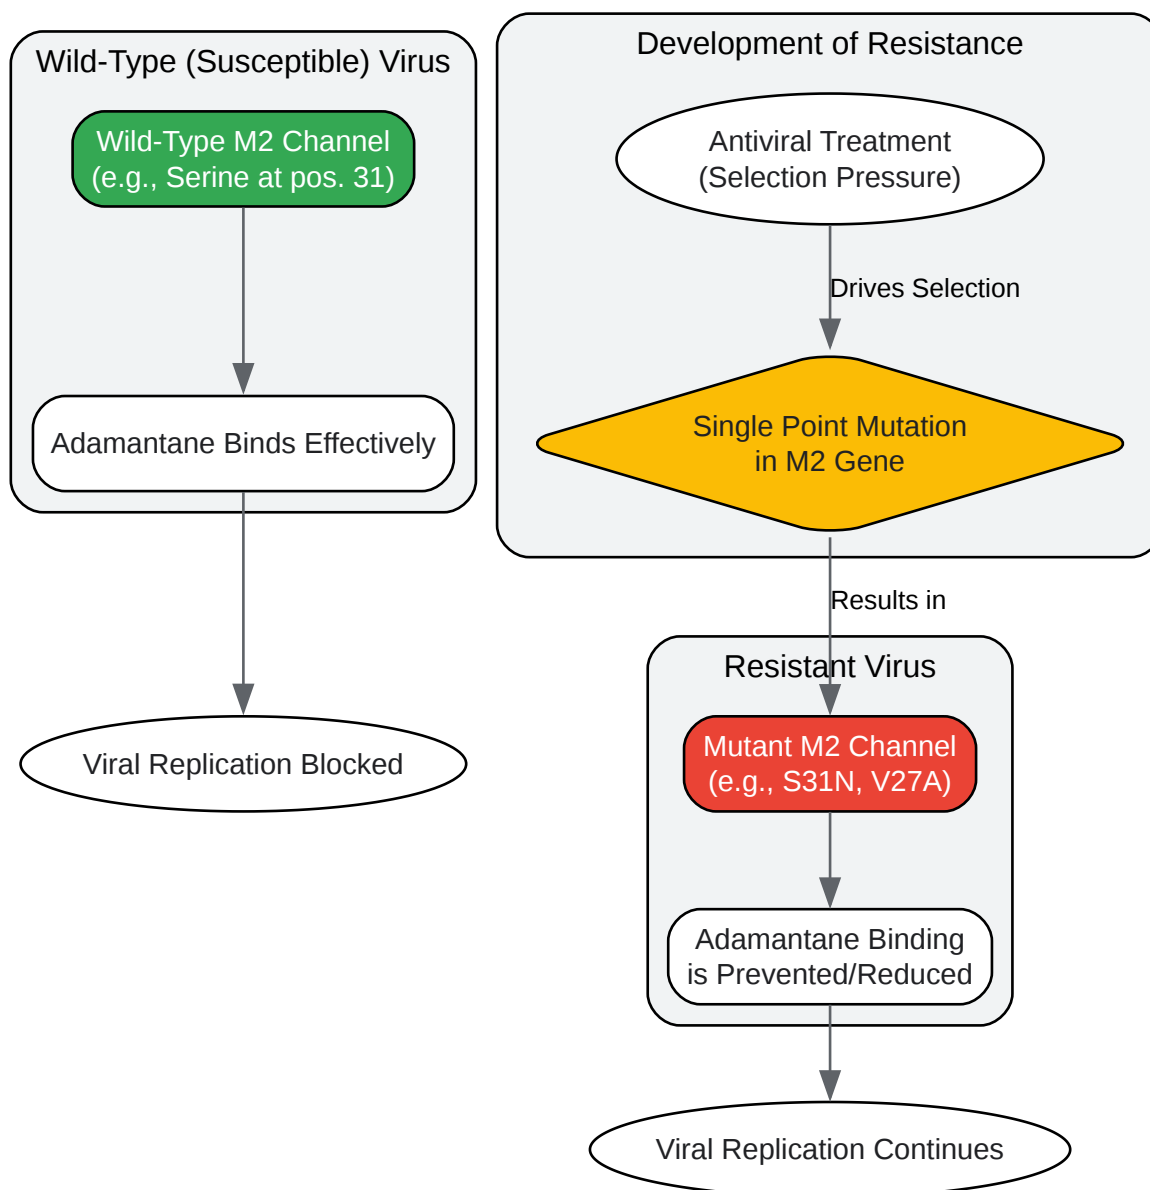 Wild-Type (Susceptible) Virus
Wild-Type M2 Channel
(e.g., Serine at pos. 31)
Adamantane Binds Effectively
Viral Replication Blocked
Development of Resistance
Antiviral Treatment
(Selection Pressure)
Drives Selection
Single Point Mutation
in M2 Gene
Results in
Resistant Virus
Mutant M2 Channel
(e.g., S31N, V27A)
Adamantane Binding
is Prevented/Reduced
Viral Replication Continues